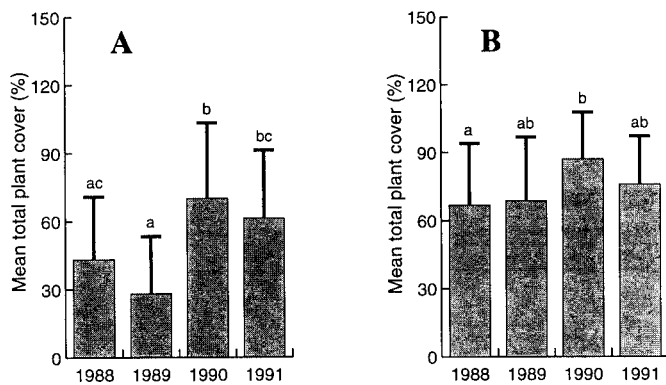 A
Mean total plant cover (%)
150
120
90
60
30
0
ac
a
b
bc
1988 1989 1990 1991
B
Mean total plant cover (%)
150
120
90
60
30
0
a
ab
b
ab
1988 1989 1990 1991